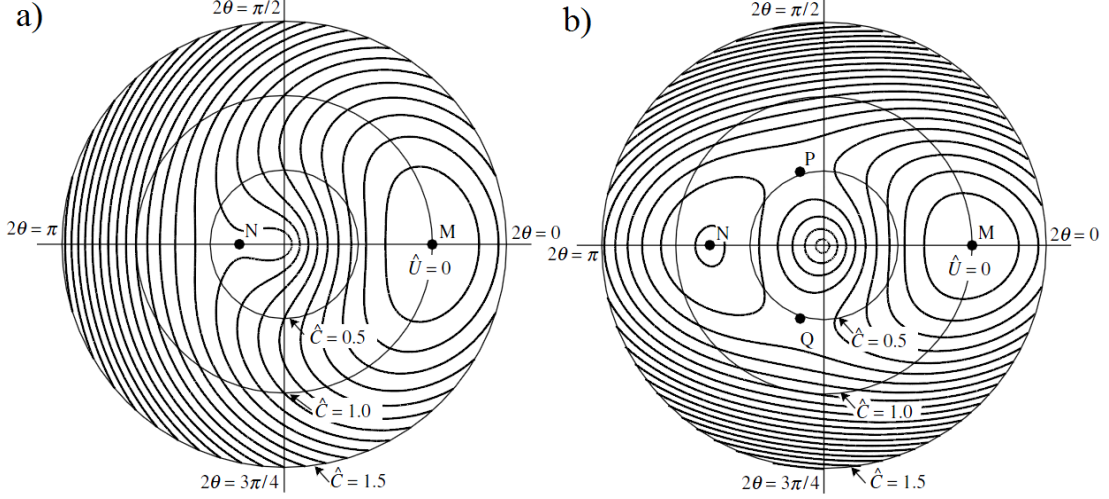 a)
2θ = π/2
2θ = π
N
M
2θ = 0
Û = 0
Ĉ = 0.5
Ĉ = 1.0
2θ = 3π/4
Ĉ = 1.5
b)
2θ = π/2
P
N
M
2θ = 0
2θ = π
Û = 0
Q
Ĉ = 0.5
Ĉ = 1.0
2θ = 3π/4
Ĉ = 1.5